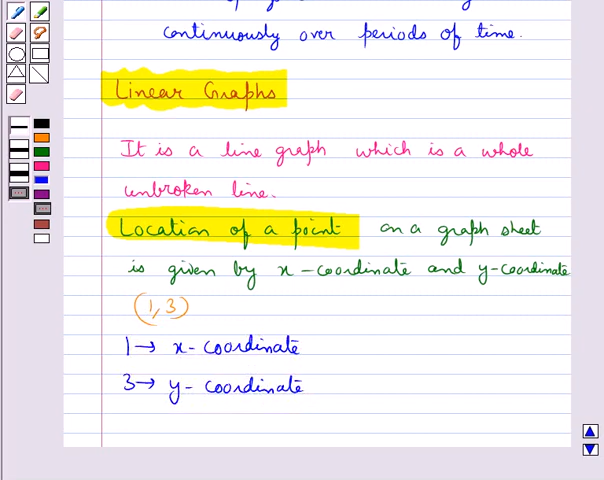 continuously over periods of time.
Linear Graphs
It is a line graph which is a whole
unbroken line.
Location of a point on a graph sheet
is given by x-coordinate and y-coordinate
(1,3)
1→ x-coordinate
3→ y-coordinate